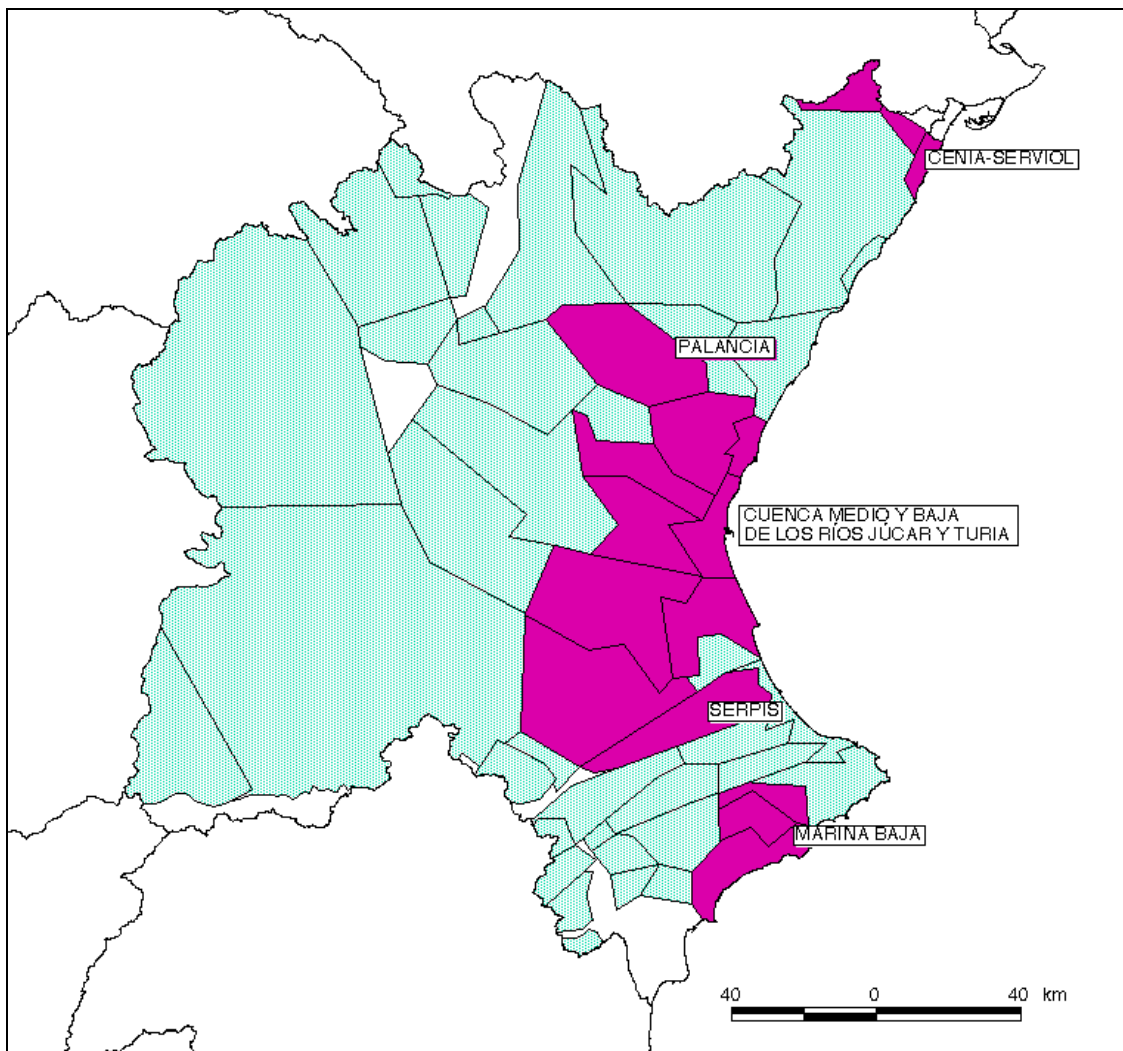 CENIA-SERVIOL
PALANCIA
CUENCA MEDIO Y BAJA
DE LOS RÍOS JÚCAR Y TURIA
SERPIS
MARINA BAJA
40 0 40 km